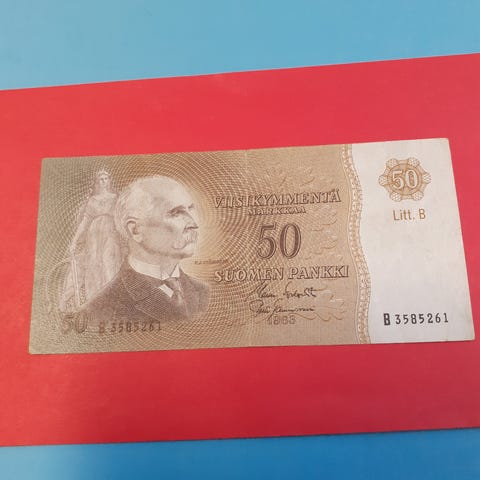 VIISIKYMMENTÄ
MARKKAA
50
SUOMEN PANKKI
1963
50
B 3585261
50
Litt. B
B 3585261